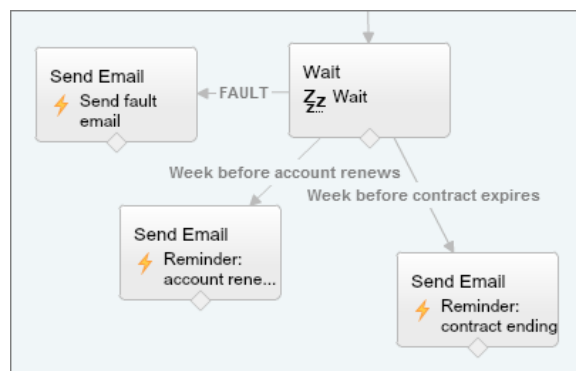 Send Email
Send fault
email
FAULT
Wait
Zzz Wait
Week before account renews
Week before contract expires
Send Email
Reminder:
account rene...
Send Email
Reminder:
contract ending